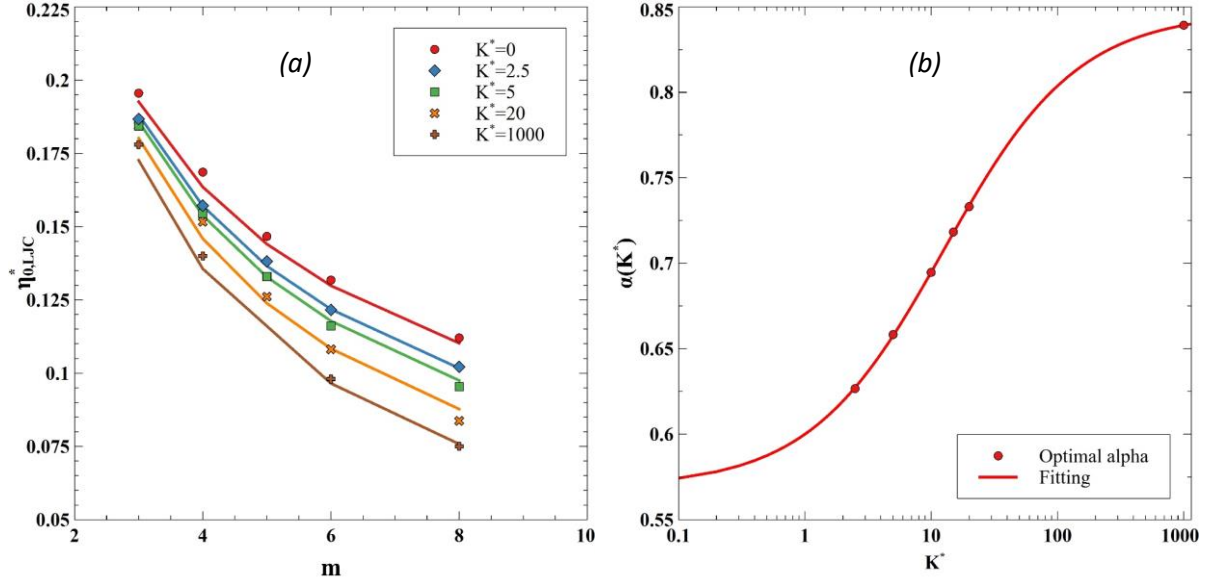 (a)
0.225
0.2
0.175
0.15
0.125
0.1
0.075
0.05
η*0,LJC
2 4 6 8 10
m
K*=0
K*=2.5
K*=5
K*=20
K*=1000
(b)
0.85
0.8
0.75
0.7
0.65
0.6
0.55
α(K*)
0.1 1 10 100 1000
K*
Optimal alpha
Fitting